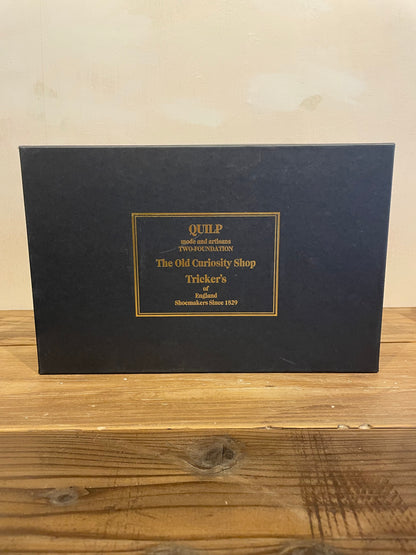 QUILP
mode and artisans
TWO-FOUNDATION
The Old Curiosity Shop
Tricker's
of
England
Shoemakers Since 1829